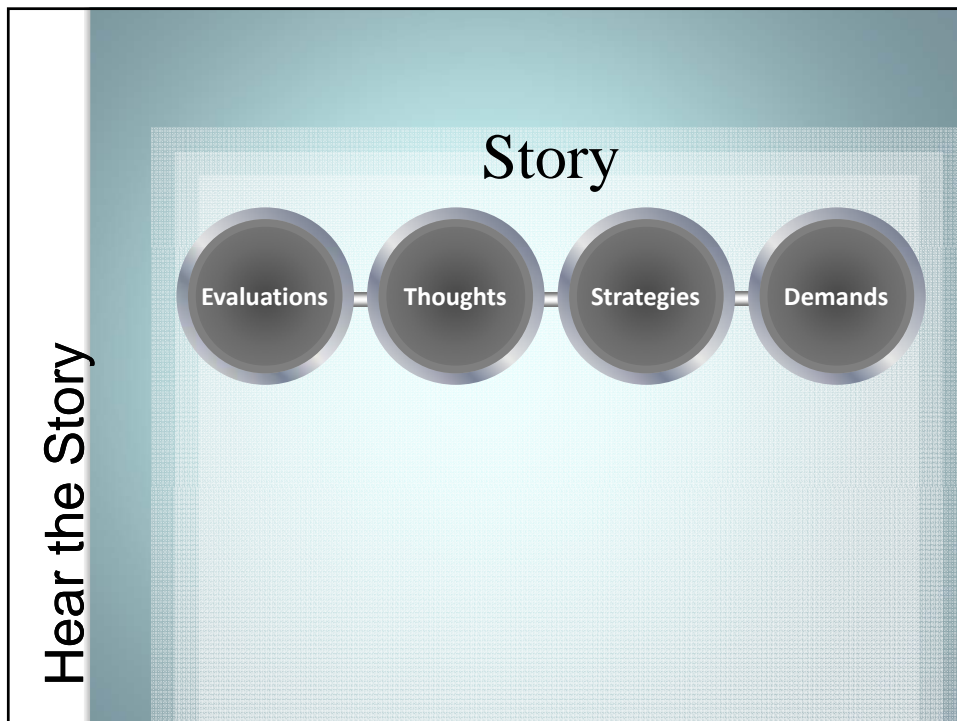 Hear the Story
Story
Evaluations
Thoughts
Strategies
Demands